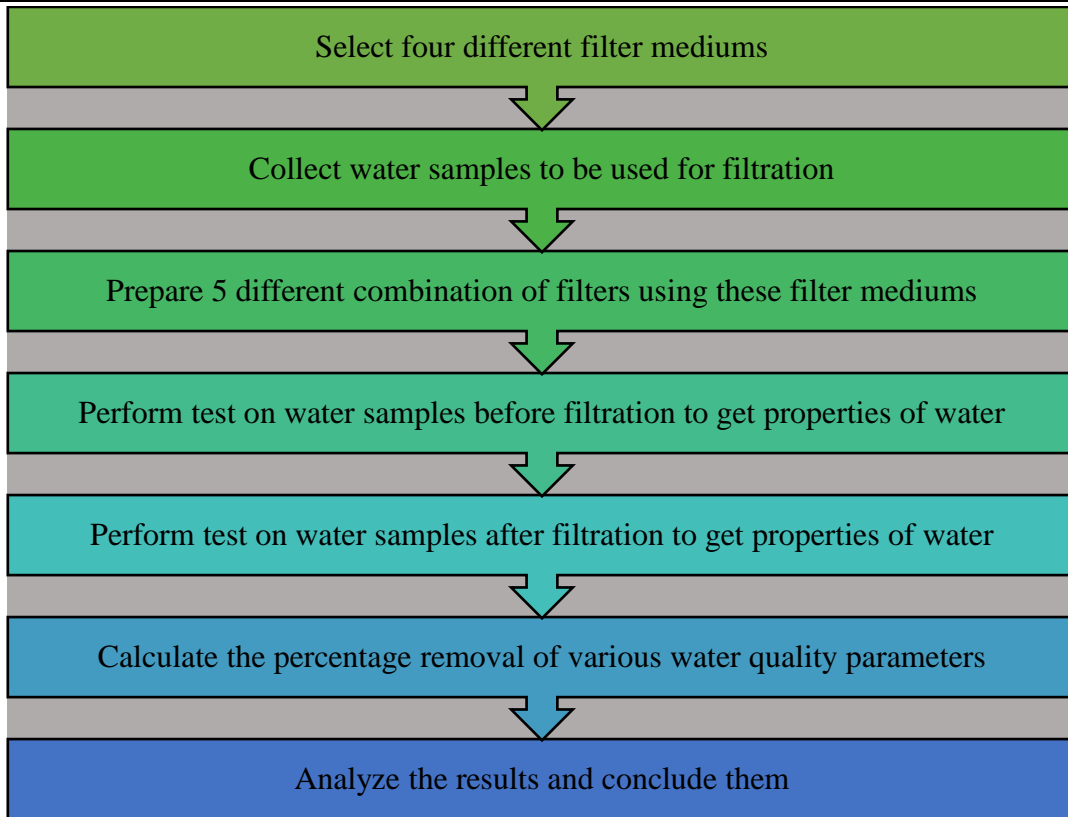 Select four different filter mediums
Collect water samples to be used for filtration
Prepare 5 different combination of filters using these filter mediums
Perform test on water samples before filtration to get properties of water
Perform test on water samples after filtration to get properties of water
Calculate the percentage removal of various water quality parameters
Analyze the results and conclude them